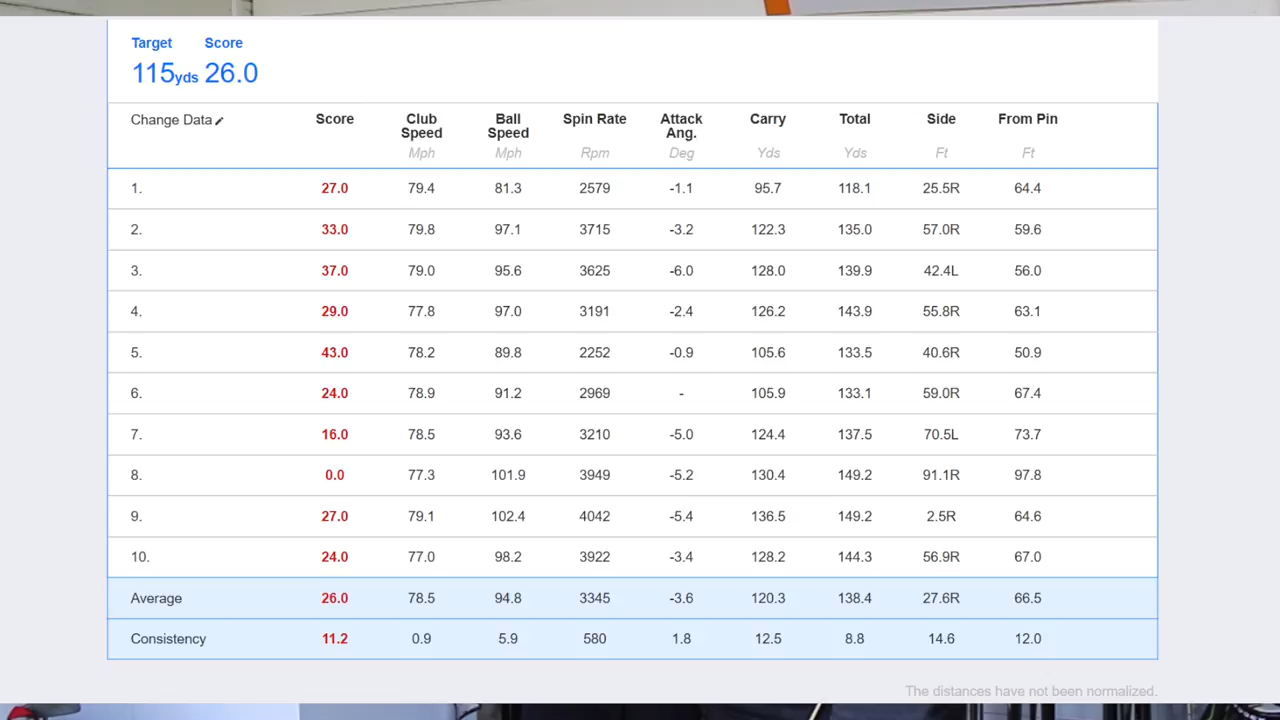 Target Score
115yds 26.0
Change Data Score Club Speed Ball Speed Spin Rate Attack Ang. Carry Total Side From Pin
Mph Mph Rpm Deg Yds Yds Ft Ft
1. 27.0 79.4 81.3 2579 -1.1 95.7 118.1 25.5R 64.4
2. 33.0 79.8 97.1 3715 -3.2 122.3 135.0 57.0R 59.6
3. 37.0 79.0 95.6 3625 -6.0 128.0 139.9 42.4L 56.0
4. 29.0 77.8 97.0 3191 -2.4 126.2 143.9 55.8R 63.1
5. 43.0 78.2 89.8 2252 -0.9 105.6 133.5 40.6R 50.9
6. 24.0 78.9 91.2 2969 - 105.9 133.1 59.0R 67.4
7. 16.0 78.5 93.6 3210 -5.0 124.4 137.5 70.5L 73.7
8. 0.0 77.3 101.9 3949 -5.2 130.4 149.2 91.1R 97.8
9. 27.0 79.1 102.4 4042 -5.4 136.5 149.2 2.5R 64.6
10. 24.0 77.0 98.2 3922 -3.4 128.2 144.3 56.9R 67.0
Average 26.0 78.5 94.8 3345 -3.6 120.3 138.4 27.6R 66.5
Consistency 11.2 0.9 5.9 580 1.8 12.5 8.8 14.6 12.0
The distances have not been normalized.